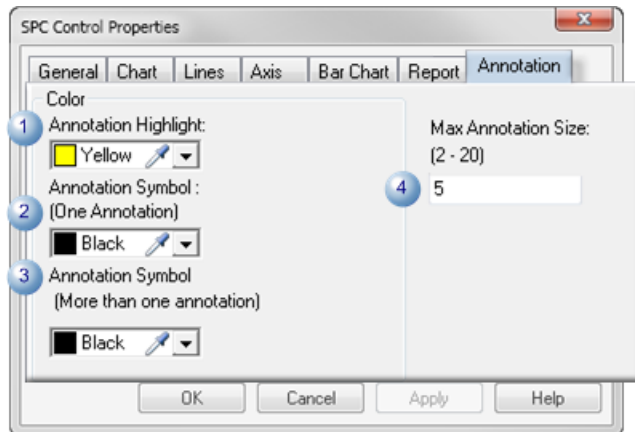 SPC Control Properties
General Chart Lines Axis Bar Chart Report Annotation
Color
1 Annotation Highlight:
Yellow
Annotation Symbol :
2 (One Annotation)
Black
3 Annotation Symbol
(More than one annotation)
Black
Max Annotation Size:
(2 - 20)
4 5
OK Cancel Apply Help